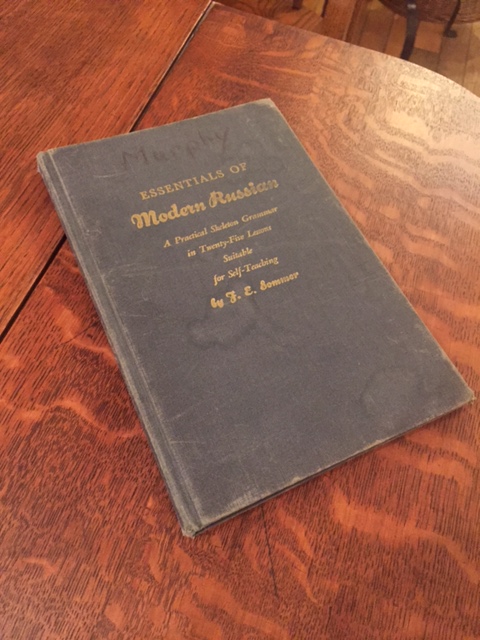 Murphy
ESSENTIALS OF
Modern Russian
A Practical Skeleton Grammar
in Twenty-Five Lessons
Suitable
for Self-Teaching
by F. E. Sommer